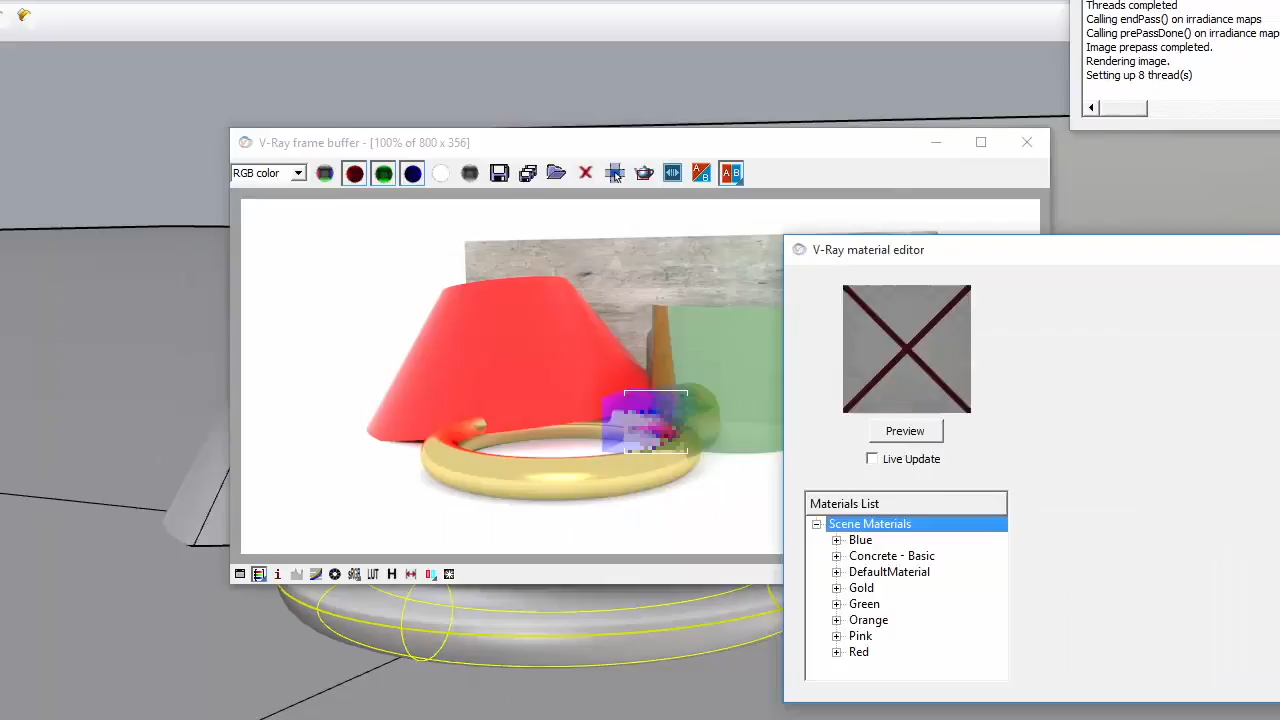 Threads completed
Calling endPass() on irradiance maps
Calling prePassDone() on irradiance map
Image prepass completed.
Rendering image.
Setting up 8 thread(s)
V-Ray frame buffer - [100% of 800 x 356]
RGB color
A B
A B
V-Ray material editor
Preview
Live Update
Materials List
Scene Materials
Blue
Concrete - Basic
DefaultMaterial
Gold
Green
Orange
Pink
Red
i LUT H